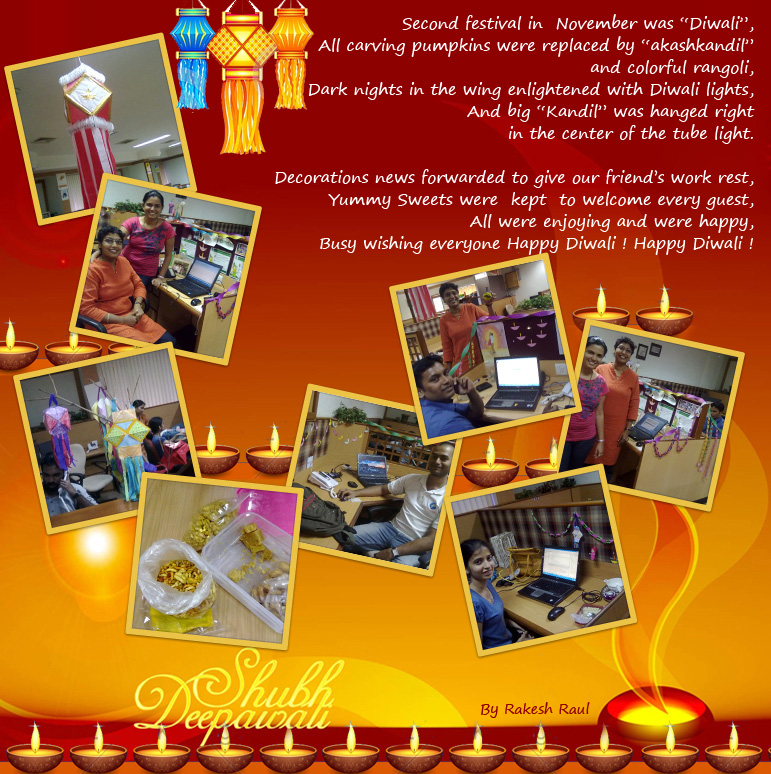 Second festival in November was “Diwali”,
All carving pumpkins were replaced by “akashkandil”
and colorful rangoli,
Dark nights in the wing enlightened with Diwali lights,
And big “Kandil” was hanged right
in the center of the tube light.
Decorations news forwarded to give our friend's work rest,
Yummy Sweets were kept to welcome every guest,
All were enjoying and were happy,
Busy wishing everyone Happy Diwali ! Happy Diwali !
Shubh
Deepawali
By Rakesh Raul